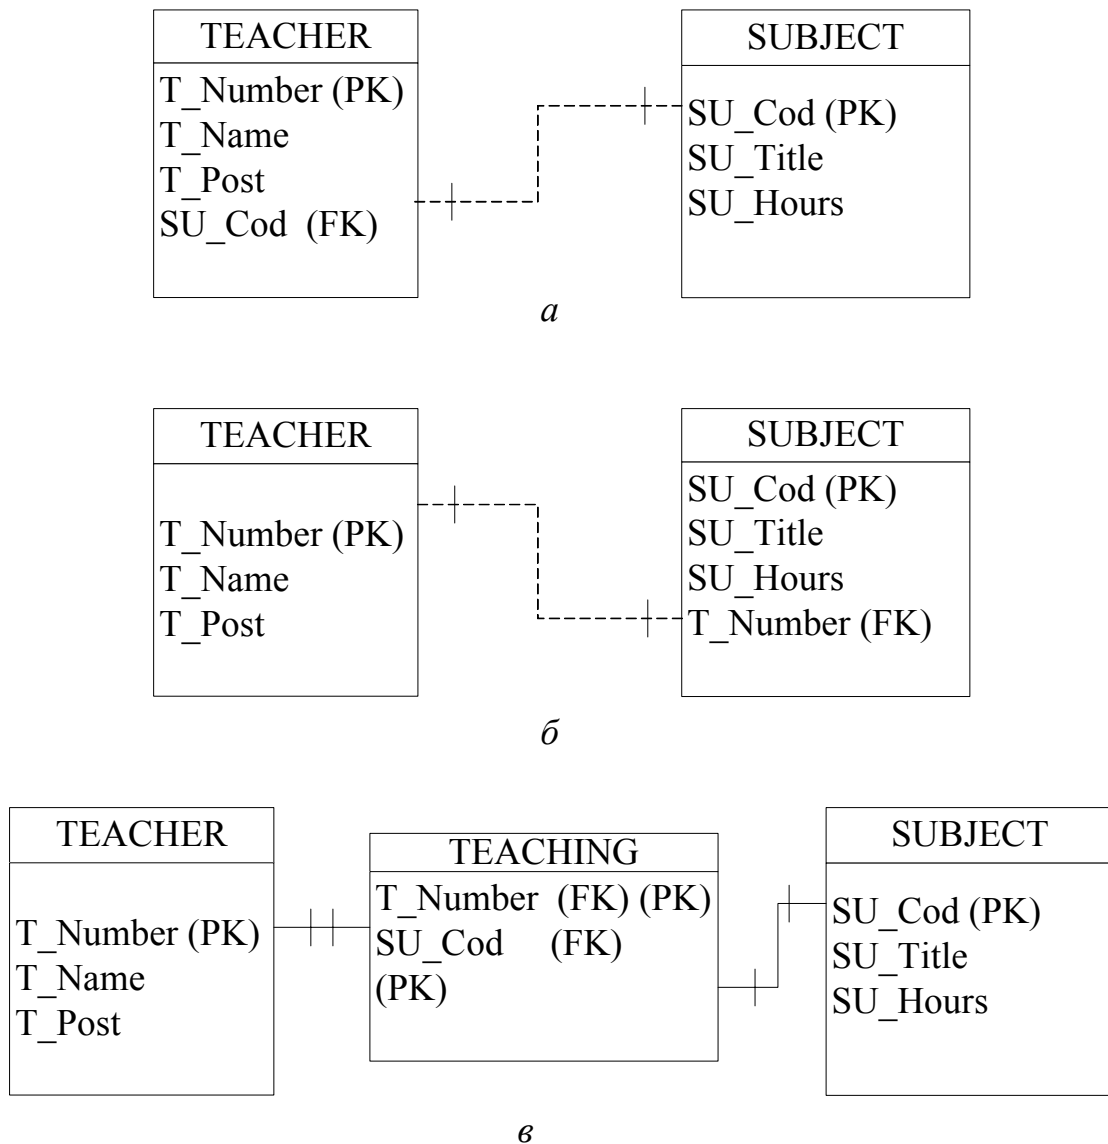 TEACHER
T_Number (PK)
T_Name
T_Post
SU_Cod (FK)
SUBJECT
SU_Cod (PK)
SU_Title
SU_Hours
а
TEACHER
T_Number (PK)
T_Name
T_Post
SUBJECT
SU_Cod (PK)
SU_Title
SU_Hours
T_Number (FK)
б
TEACHER
T_Number (PK)
T_Name
T_Post
TEACHING
T_Number (FK) (PK)
SU_Cod (FK)
(PK)
SUBJECT
SU_Cod (PK)
SU_Title
SU_Hours
в